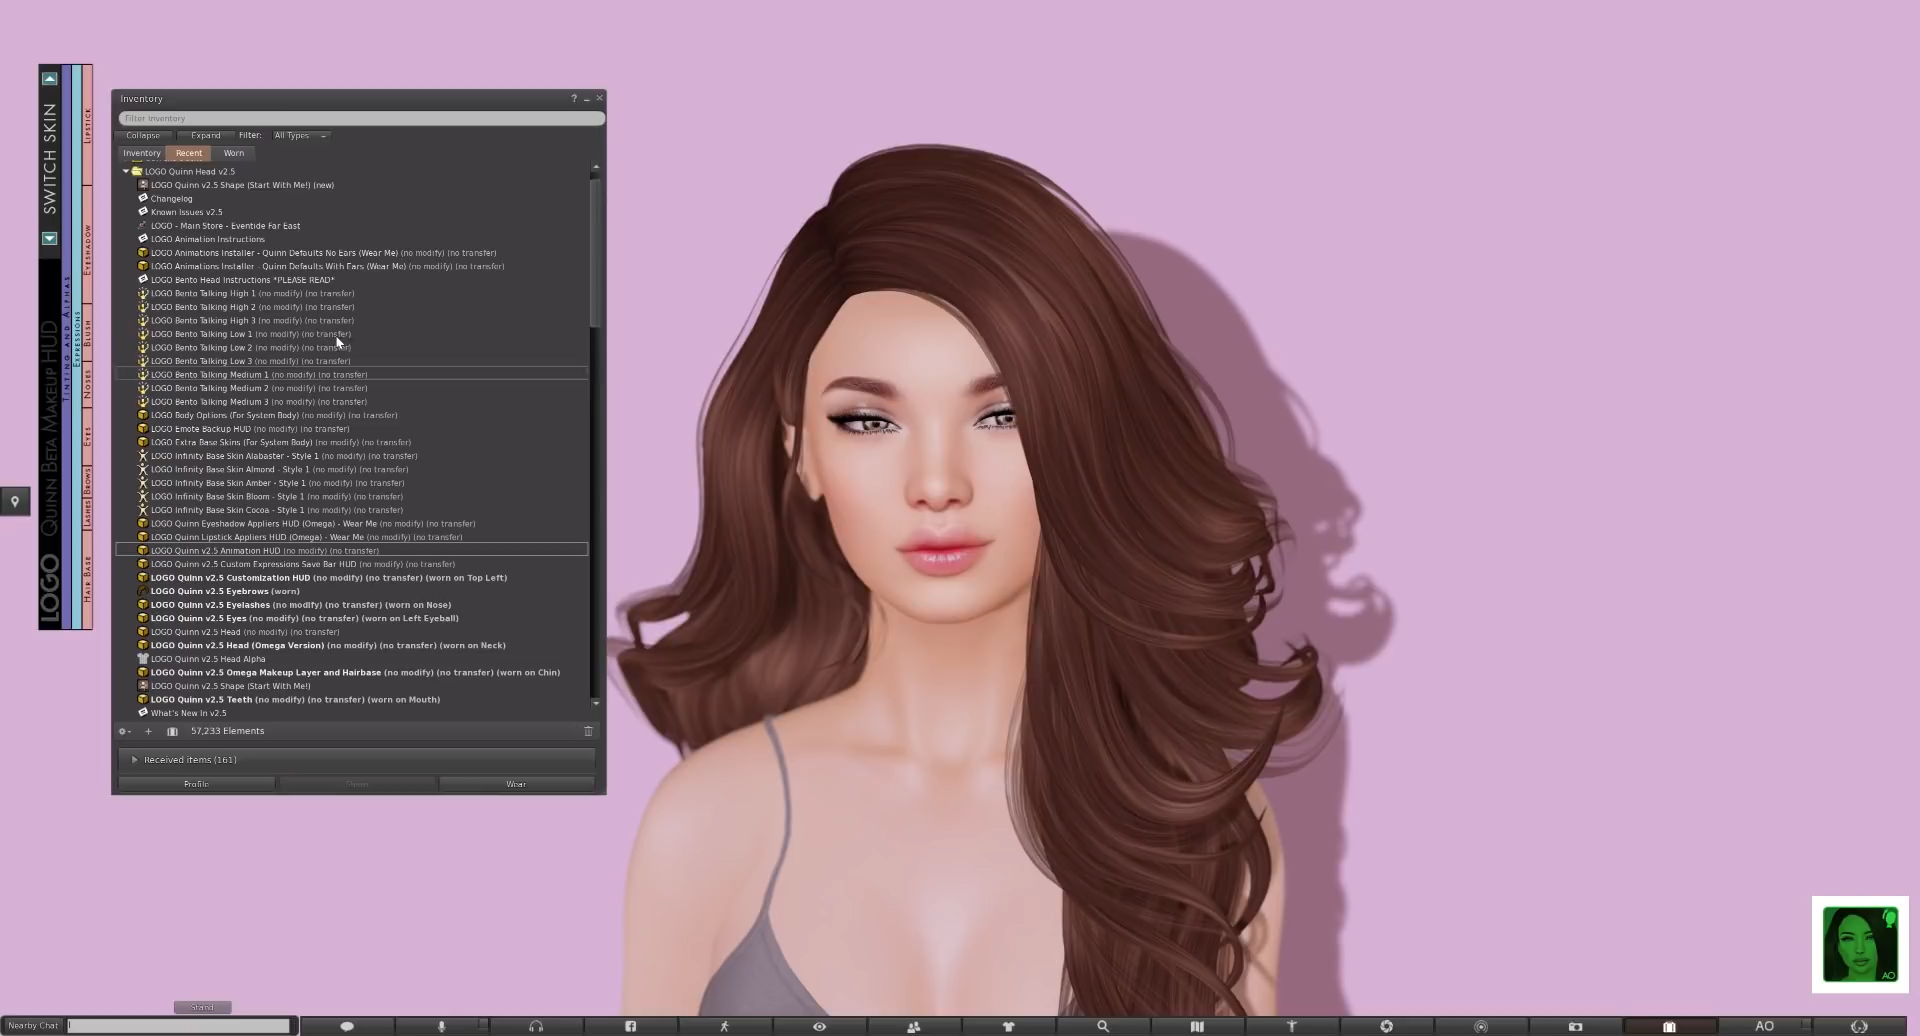 Inventory
?
Filter Inventory
Collapse Expand Filter: All Types
Inventory Recent Worn
LOGO Quinn Head v2.5
LOGO Quinn v2.5 Shape (Start With Me!) (new)
Changelog
Known Issues v2.5
LOGO - Main Store - Eventide Far East
LOGO Animation Instructions
LOGO Animations Installer - Quinn Defaults No Ears (Wear Me) (no modify) (no transfer)
LOGO Animations Installer - Quinn Defaults With Ears (Wear Me) (no modify) (no transfer)
LOGO Bento Head Instructions *PLEASE READ*
LOGO Bento Talking High 1 (no modify) (no transfer)
LOGO Bento Talking High 2 (no modify) (no transfer)
LOGO Bento Talking High 3 (no modify) (no transfer)
LOGO Bento Talking Low 1 (no modify) (no transfer)
LOGO Bento Talking Low 2 (no modify) (no transfer)
LOGO Bento Talking Low 3 (no modify) (no transfer)
LOGO Bento Talking Medium 1 (no modify) (no transfer)
LOGO Bento Talking Medium 2 (no modify) (no transfer)
LOGO Bento Talking Medium 3 (no modify) (no transfer)
LOGO Body Options (For System Body) (no modify) (no transfer)
LOGO Emote Backup HUD (no modify) (no transfer)
LOGO Extra Base Skins (For System Body) (no modify) (no transfer)
LOGO Infinity Base Skin Alabaster - Style 1 (no modify) (no transfer)
LOGO Infinity Base Skin Almond - Style 1 (no modify) (no transfer)
LOGO Infinity Base Skin Amber - Style 1 (no modify) (no transfer)
LOGO Infinity Base Skin Bloom - Style 1 (no modify) (no transfer)
LOGO Infinity Base Skin Cocoa - Style 1 (no modify) (no transfer)
LOGO Quinn Eyeshadow Appliers HUD (Omega) - Wear Me (no modify) (no transfer)
LOGO Quinn Lipstick Appliers HUD (Omega) - Wear Me (no modify) (no transfer)
LOGO Quinn v2.5 Animation HUD (no modify) (no transfer)
LOGO Quinn v2.5 Custom Expressions Save Bar HUD (no modify) (no transfer)
LOGO Quinn v2.5 Customization HUD (no modify) (no transfer) (worn on Top Left)
LOGO Quinn v2.5 Eyebrows (worn)
LOGO Quinn v2.5 Eyelashes (no modify) (no transfer) (worn on Nose)
LOGO Quinn v2.5 Eyes (no modify) (no transfer) (worn on Left Eyeball)
LOGO Quinn v2.5 Head (no modify) (no transfer)
LOGO Quinn v2.5 Head (Omega Version) (no modify) (no transfer) (worn on Neck)
LOGO Quinn v2.5 Head Alpha
LOGO Quinn v2.5 Omega Makeup Layer and Hairbase (no modify) (no transfer) (worn on Chin)
LOGO Quinn v2.5 Shape (Start With Me!)
LOGO Quinn v2.5 Teeth (no modify) (no transfer) (worn on Mouth)
What's New In v2.5
57,233 Elements
Received items (161)
Profile Wear
SWITCH SKIN
LOGO QUINN BETA MAKEUP HUD
TINTING AND ALPHAS
EXPRESSIONS
LIPSTICK
EYESHADOW
BLUSH
NOSES
EYES
BROWS
LASHES
HAIR BASE
AO
Stand
Nearby Chat
AO